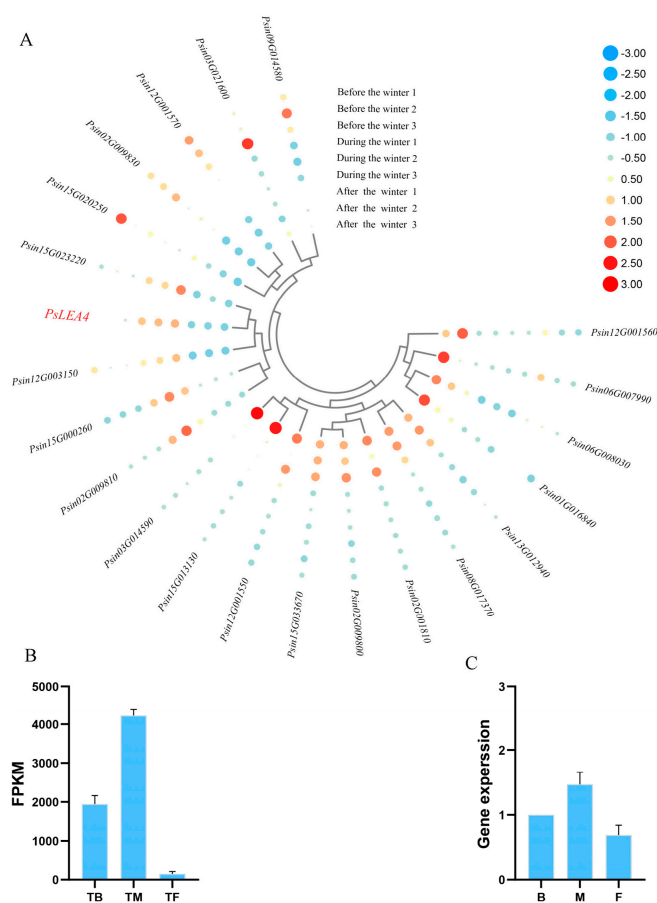 A
Psin09G014580
Psin03G021600
Psin12G001570
Psin02G009830
Psin15G020250
Psin15G023220
PsLEA4
Psin12G003150
Psin15G000260
Psin02G009810
Psin03G014590
Psin15G013130
Psin12G001550
Psin15G033670
Psin02G009800
Psin02G001810
Psin08G017370
Psin13G012940
Psin01G016840
Psin06G008030
Psin06G007990
Psin12G001560
Before the winter 1
Before the winter 2
Before the winter 3
During the winter 1
During the winter 2
During the winter 3
After the winter 1
After the winter 2
After the winter 3
-3.00
-2.50
-2.00
-1.50
-1.00
-0.50
0.50
1.00
1.50
2.00
2.50
3.00
B
FPKM
5000
4000
3000
2000
1000
0
TB TM TF
C
Gene experssion
3
2
1
0
B M F